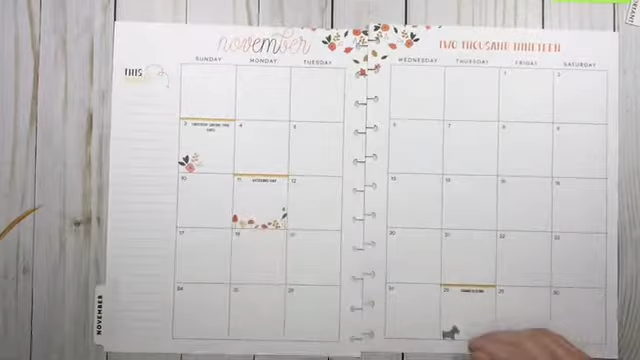 november
TWO THOUSAND NINETEEN
SUNDAY MONDAY TUESDAY WEDNESDAY THURSDAY FRIDAY SATURDAY
THIS
1 2
3 4 5 6 7 8 9
10 11 12 13 14 15 16
17 18 19 20 21 22 23
24 25 26 27 28 29 30
NOVEMBER